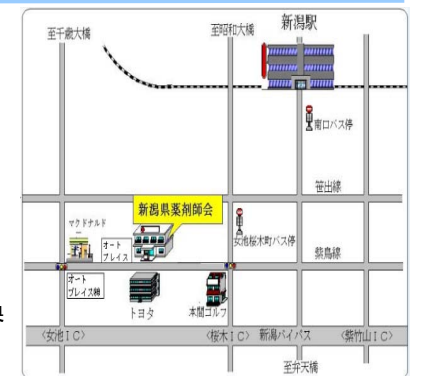 至千歳大橋
至昭和大橋
新潟駅
南口バス停
笹出線
新潟県薬剤師会
マクドナルド
オート
プレイス
女池桜木町バス停
紫鳥線
オート
プレイス㈱
トヨタ
本間ゴルフ
〈女池IC〉
〈桜木IC〉
新潟バイパス
〈紫竹山IC〉
至弁天橋